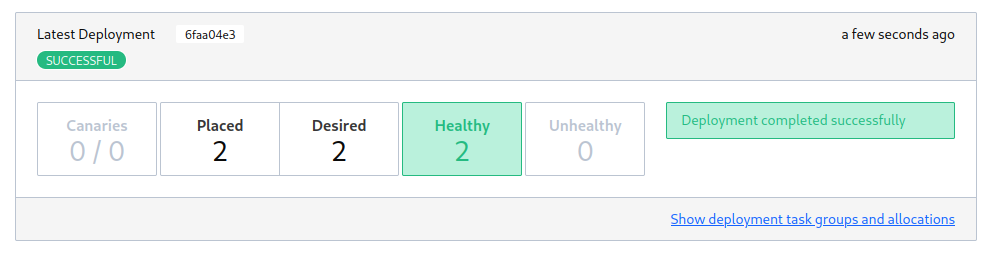 Latest Deployment 6faa04e3 a few seconds ago
SUCCESSFUL
Canaries Placed Desired Healthy Unhealthy
0 / 0 2 2 2 0
Deployment completed successfully
Show deployment task groups and allocations